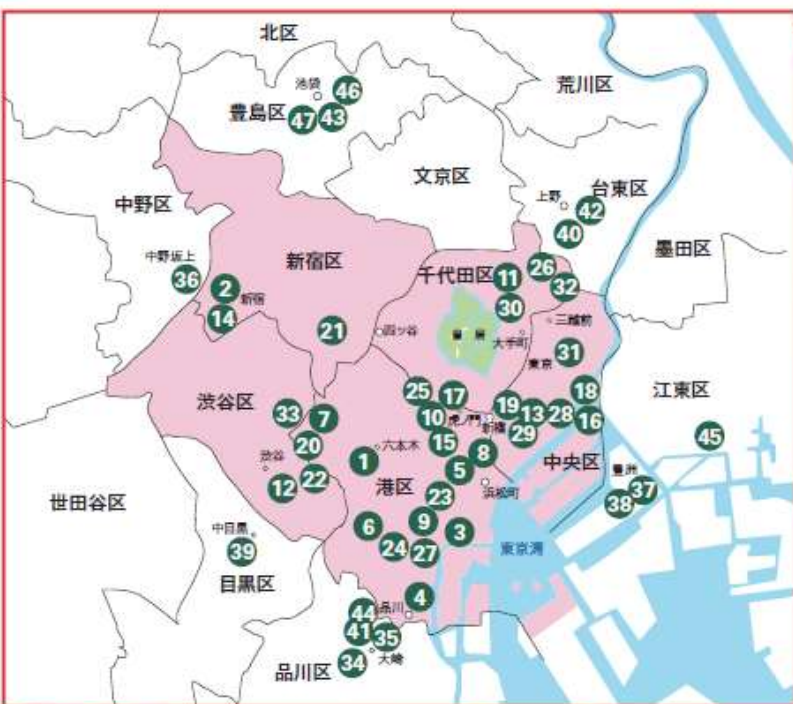 北区
池袋
46
豊島区
47
43
荒川区
文京区
中野区
上野
台東区
42
40
墨田区
中野坂上
36
新宿区
2
新宿
14
21
四ツ谷
千代田区
11
26
32
30
皇居
大手町
三越前
東京
31
渋谷区
33
7
20
渋谷
12
22
25
17
10
虎ノ門
15
19
新橋
13
28
18
16
29
江東区
45
六本木
1
8
5
港区
浜松町
23
中央区
豊洲
37
38
世田谷区
中目黒
39
目黒区
6
9
3
24
27
東京湾
4
44
品川
41
35
34
大崎
品川区